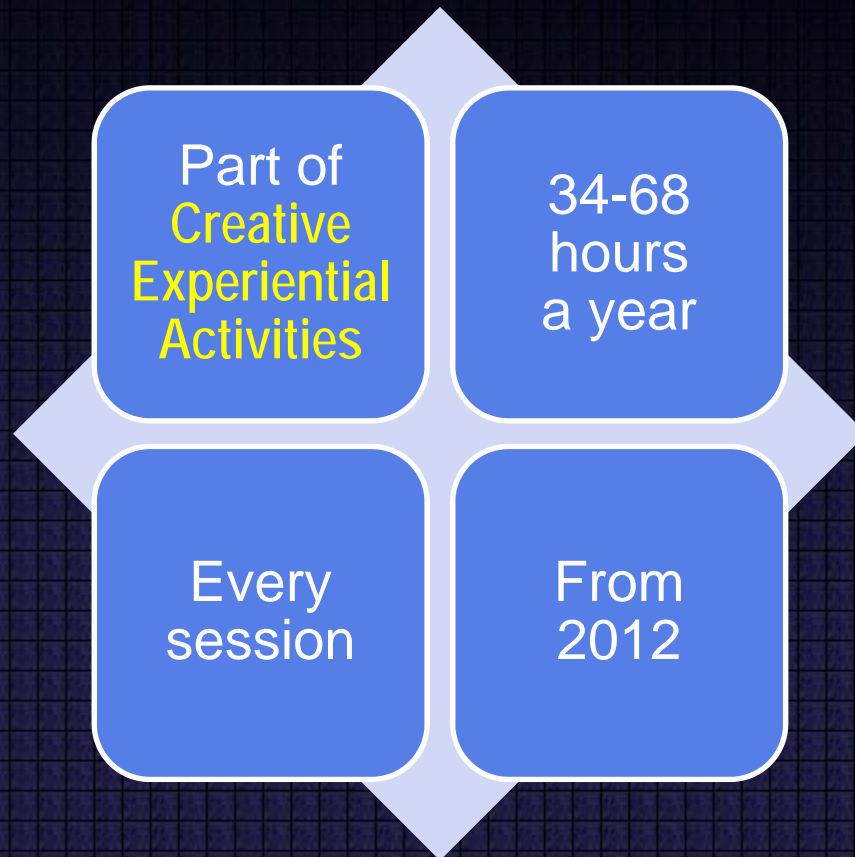 Part of
Creative
Experiential
Activities
34-68
hours
a year
Every
session
From
2012